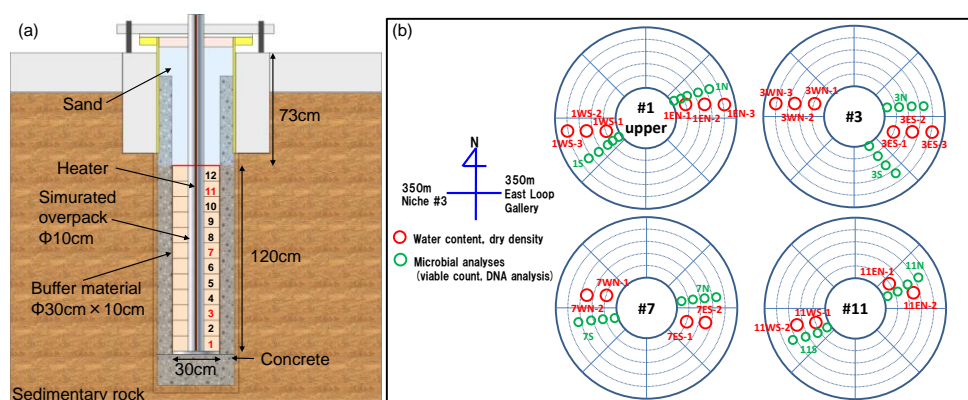 (a)
Sand
73cm
Heater
Simurated
overpack
Φ10cm
Buffer material
Φ30cm×10cm
120cm
12
11
10
9
8
7
6
5
4
3
2
1
30cm
Concrete
Sedimentary rock
(b)
N
350m
Niche #3
350m
East Loop
Gallery
Water content, dry density
Microbial analyses
(viable count, DNA analysis)
#1
upper
1N
1EN-1
1EN-2
1EN-3
1WS-2
1WS-1
1WS-3
1S
#3
3WN-3
3WN-1
3WN-2
3N
3ES-2
3ES-1
3ES-3
3S
#7
7WN-1
7WN-2
7S
7N
7ES-2
7ES-1
#11
11EN-1
11N
11EN-2
11WS-1
11WS-2
11S